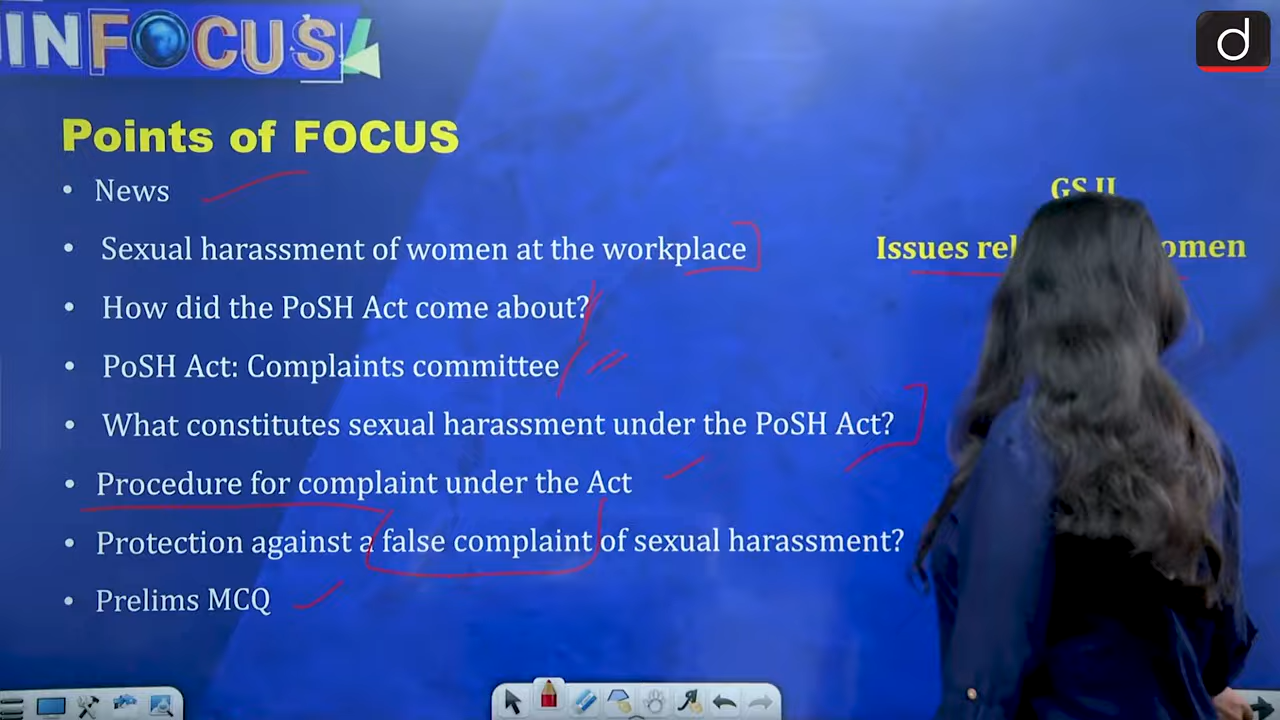 INFOCUS
d
Points of FOCUS
• News
GS II
• Sexual harassment of women at the workplace
Issues
• How did the PoSH Act come about?
• PoSH Act: Complaints committee
• What constitutes sexual harassment under the PoSH Act?
• Procedure for complaint under the Act
• Protection against a false complaint of sexual harassment?
• Prelims MCQ